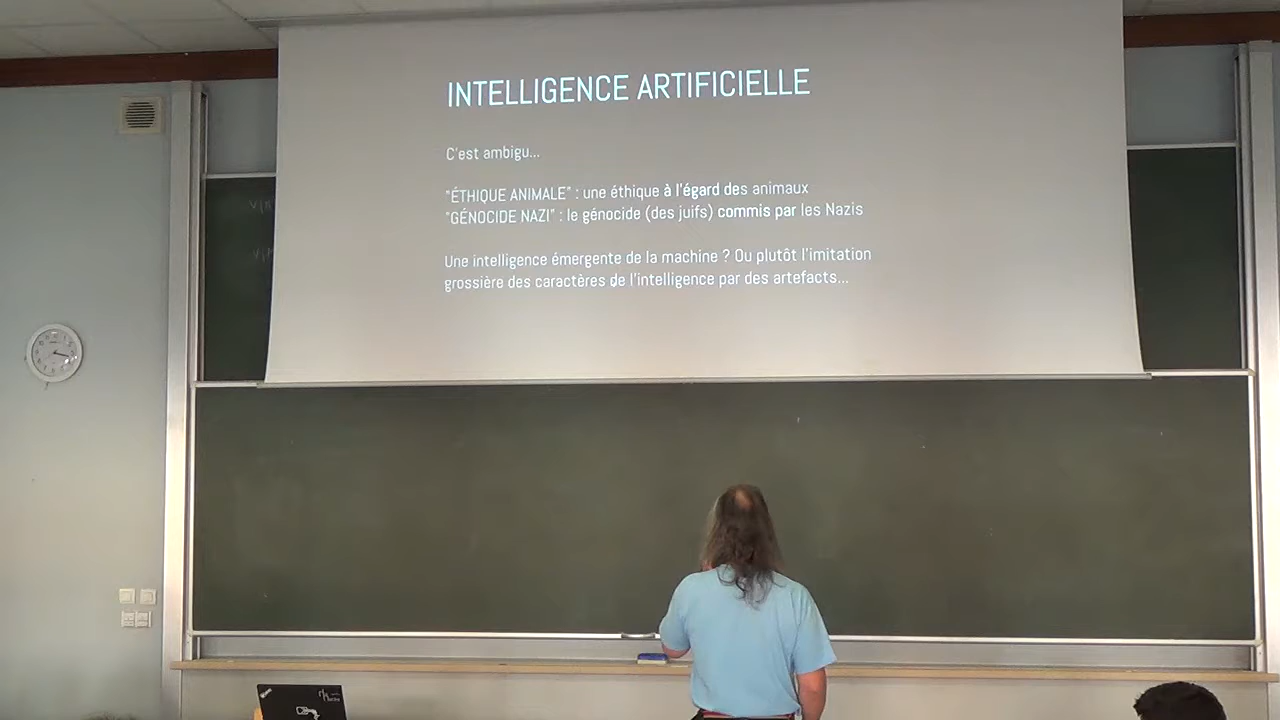 INTELLIGENCE ARTIFICIELLE
C'est ambigu...
"ÉTHIQUE ANIMALE" : une éthique à l'égard des animaux
"GÉNOCIDE NAZI" : le génocide (des juifs) commis par les Nazis
Une intelligence émergente de la machine ? Ou plutôt l'imitation
grossière des caractères de l'intelligence par des artefacts...